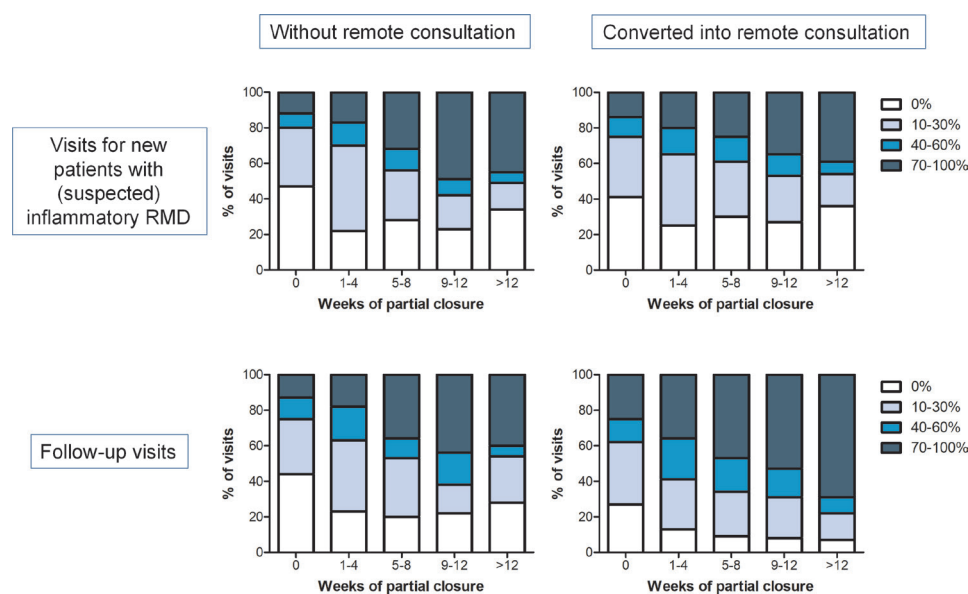 Without remote consultation
Converted into remote consultation
Visits for new
patients with
(suspected)
inflammatory RMD
% of visits
100
80
60
40
20
0
0 1-4 5-8 9-12 >12
Weeks of partial closure
% of visits
100
80
60
40
20
0
0 1-4 5-8 9-12 >12
Weeks of partial closure
0%
10-30%
40-60%
70-100%
Follow-up visits
% of visits
100
80
60
40
20
0
0 1-4 5-8 9-12 >12
Weeks of partial closure
% of visits
100
80
60
40
20
0
0 1-4 5-8 9-12 >12
Weeks of partial closure
0%
10-30%
40-60%
70-100%